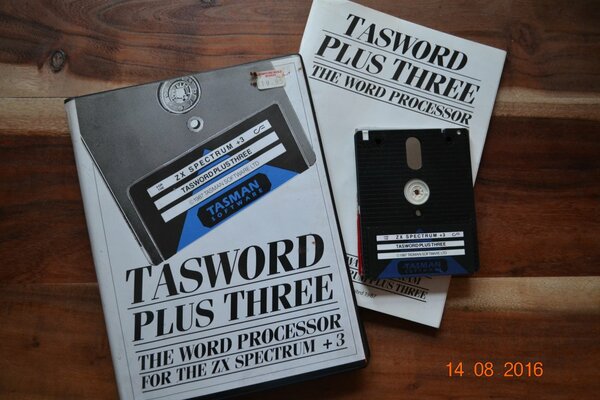 ZX SPECTRUM +3
TASWORD PLUS THREE
©1987 TASMAN SOFTWARE LTD
TASMAN
SOFTWARE
TASWORD
PLUS THREE
THE WORD PROCESSOR
FOR THE ZX SPECTRUM +3
TASWORD
PLUS THREE
THE WORD PROCESSOR
ZX SPECTRUM +3
TASWORD PLUS THREE
©1987 TASMAN SOFTWARE LTD
TASMAN
14 08 2016